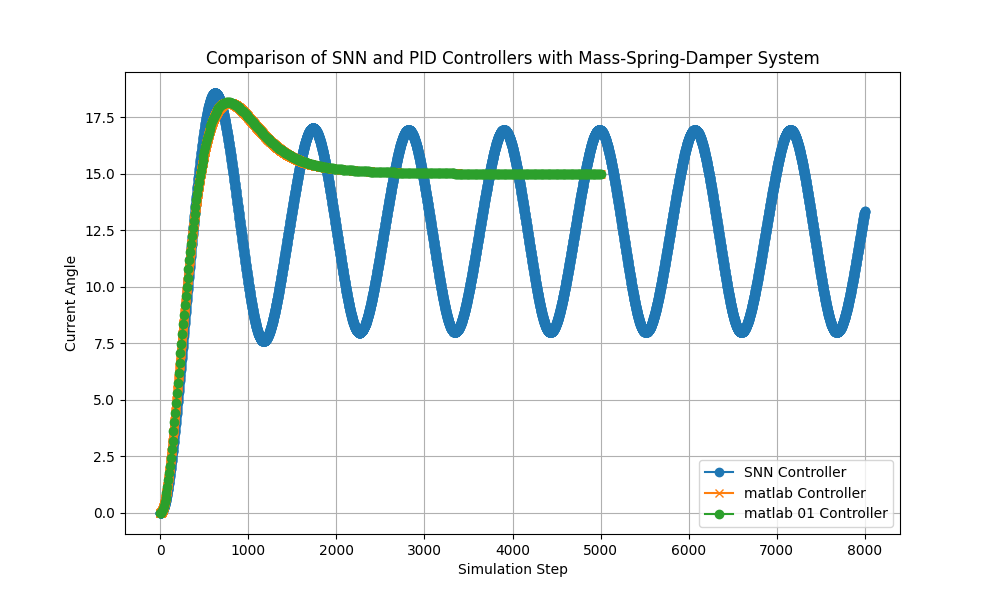 Comparison of SNN and PID Controllers with Mass-Spring-Damper System
Current Angle
17.5
15.0
12.5
10.0
7.5
5.0
2.5
0.0
SNN Controller
matlab Controller
matlab 01 Controller
0 1000 2000 3000 4000 5000 6000 7000 8000
Simulation Step